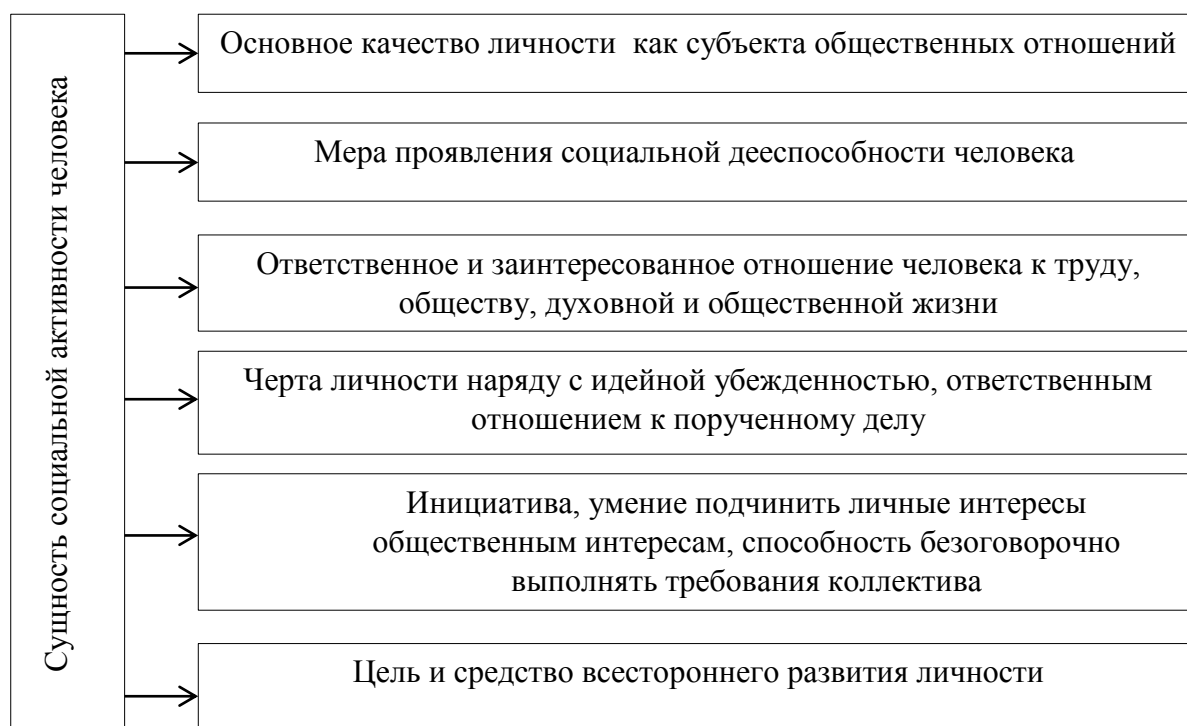 Сущность социальной активности человека
Основное качество личности как субъекта общественных отношений
Мера проявления социальной дееспособности человека
Ответственное и заинтересованное отношение человека к труду,
обществу, духовной и общественной жизни
Черта личности наряду с идейной убежденностью, ответственным
отношением к порученному делу
Инициатива, умение подчинить личные интересы
общественным интересам, способность безоговорочно
выполнять требования коллектива
Цель и средство всестороннего развития личности